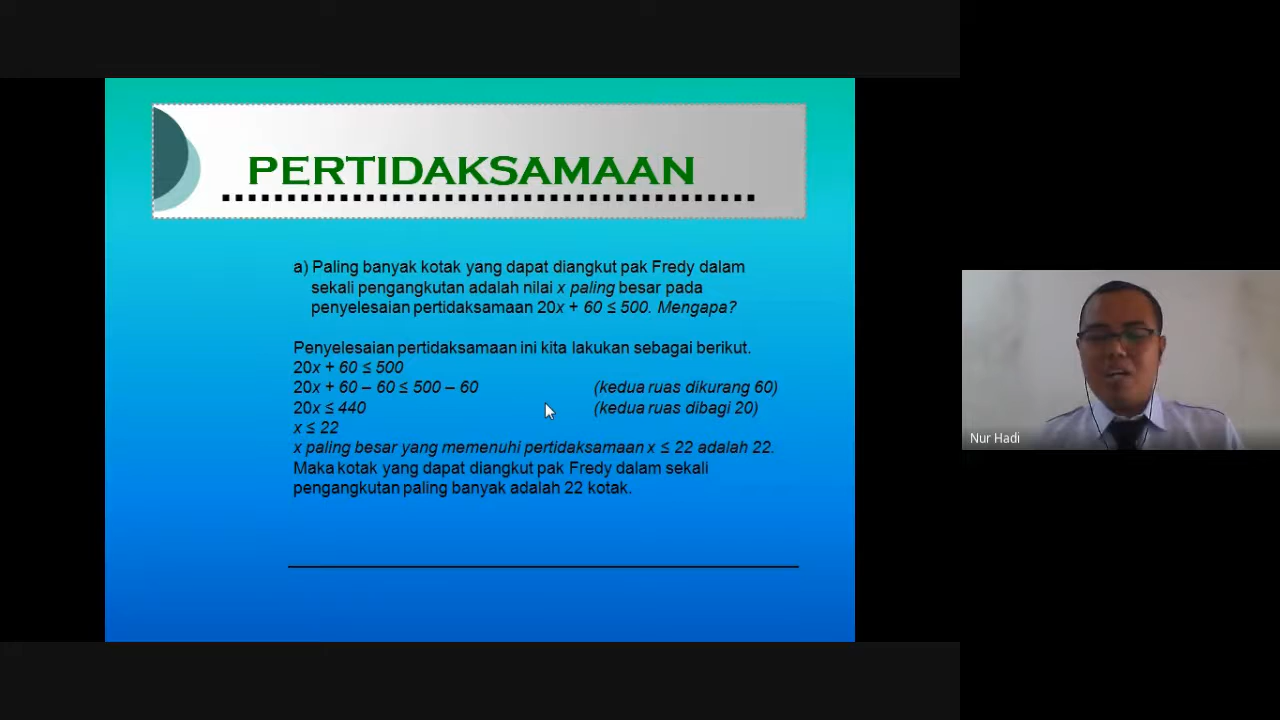 PERTIDAKSAMAAN
a) Paling banyak kotak yang dapat diangkut pak Fredy dalam
sekali pengangkutan adalah nilai x paling besar pada
penyelesaian pertidaksamaan 20x + 60 ≤ 500. Mengapa?
Penyelesaian pertidaksamaan ini kita lakukan sebagai berikut.
20x + 60 ≤ 500
20x + 60 – 60 ≤ 500 – 60 (kedua ruas dikurang 60)
20x ≤ 440 (kedua ruas dibagi 20)
x ≤ 22
x paling besar yang memenuhi pertidaksamaan x ≤ 22 adalah 22.
Maka kotak yang dapat diangkut pak Fredy dalam sekali
pengangkutan paling banyak adalah 22 kotak.
Nur Hadi